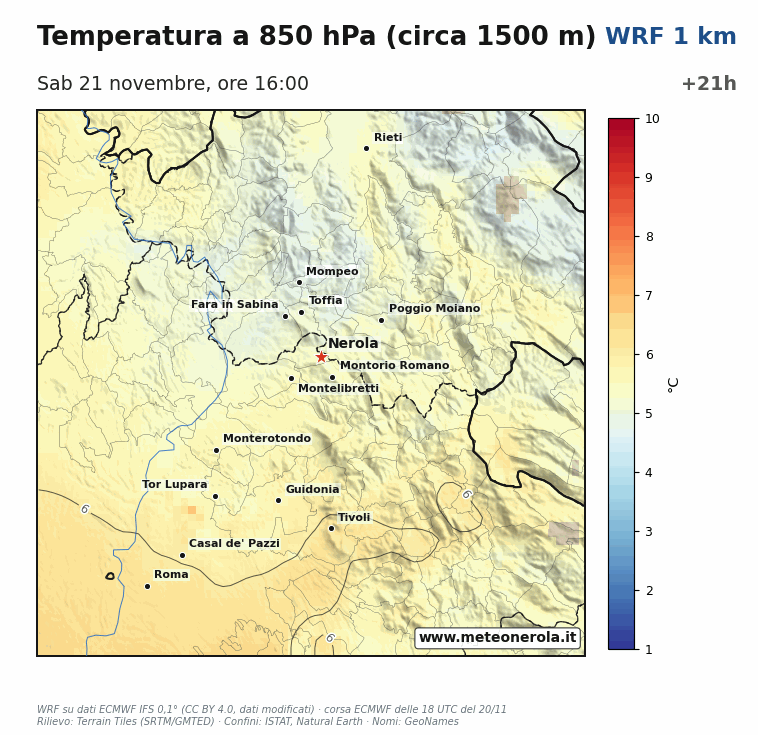 Temperatura a 850 hPa (circa 1500 m) WRF 1 km
Sab 21 novembre, ore 16:00 +21h
Rieti
Mompeo
Fara in Sabina
Toffia
Poggio Moiano
Nerola
Montorio Romano
Montelibretti
Monterotondo
Tor Lupara
Guidonia
Tivoli
Casal de' Pazzi
Roma
6
6
6
www.meteonerola.it
10
9
8
7
6
5
4
3
2
1
°C
WRF su dati ECMWF IFS 0,1° (CC BY 4.0, dati modificati) · corsa ECMWF delle 18 UTC del 20/11
Rilievo: Terrain Tiles (SRTM/GMTED) · Confini: ISTAT, Natural Earth · Nomi: GeoNames